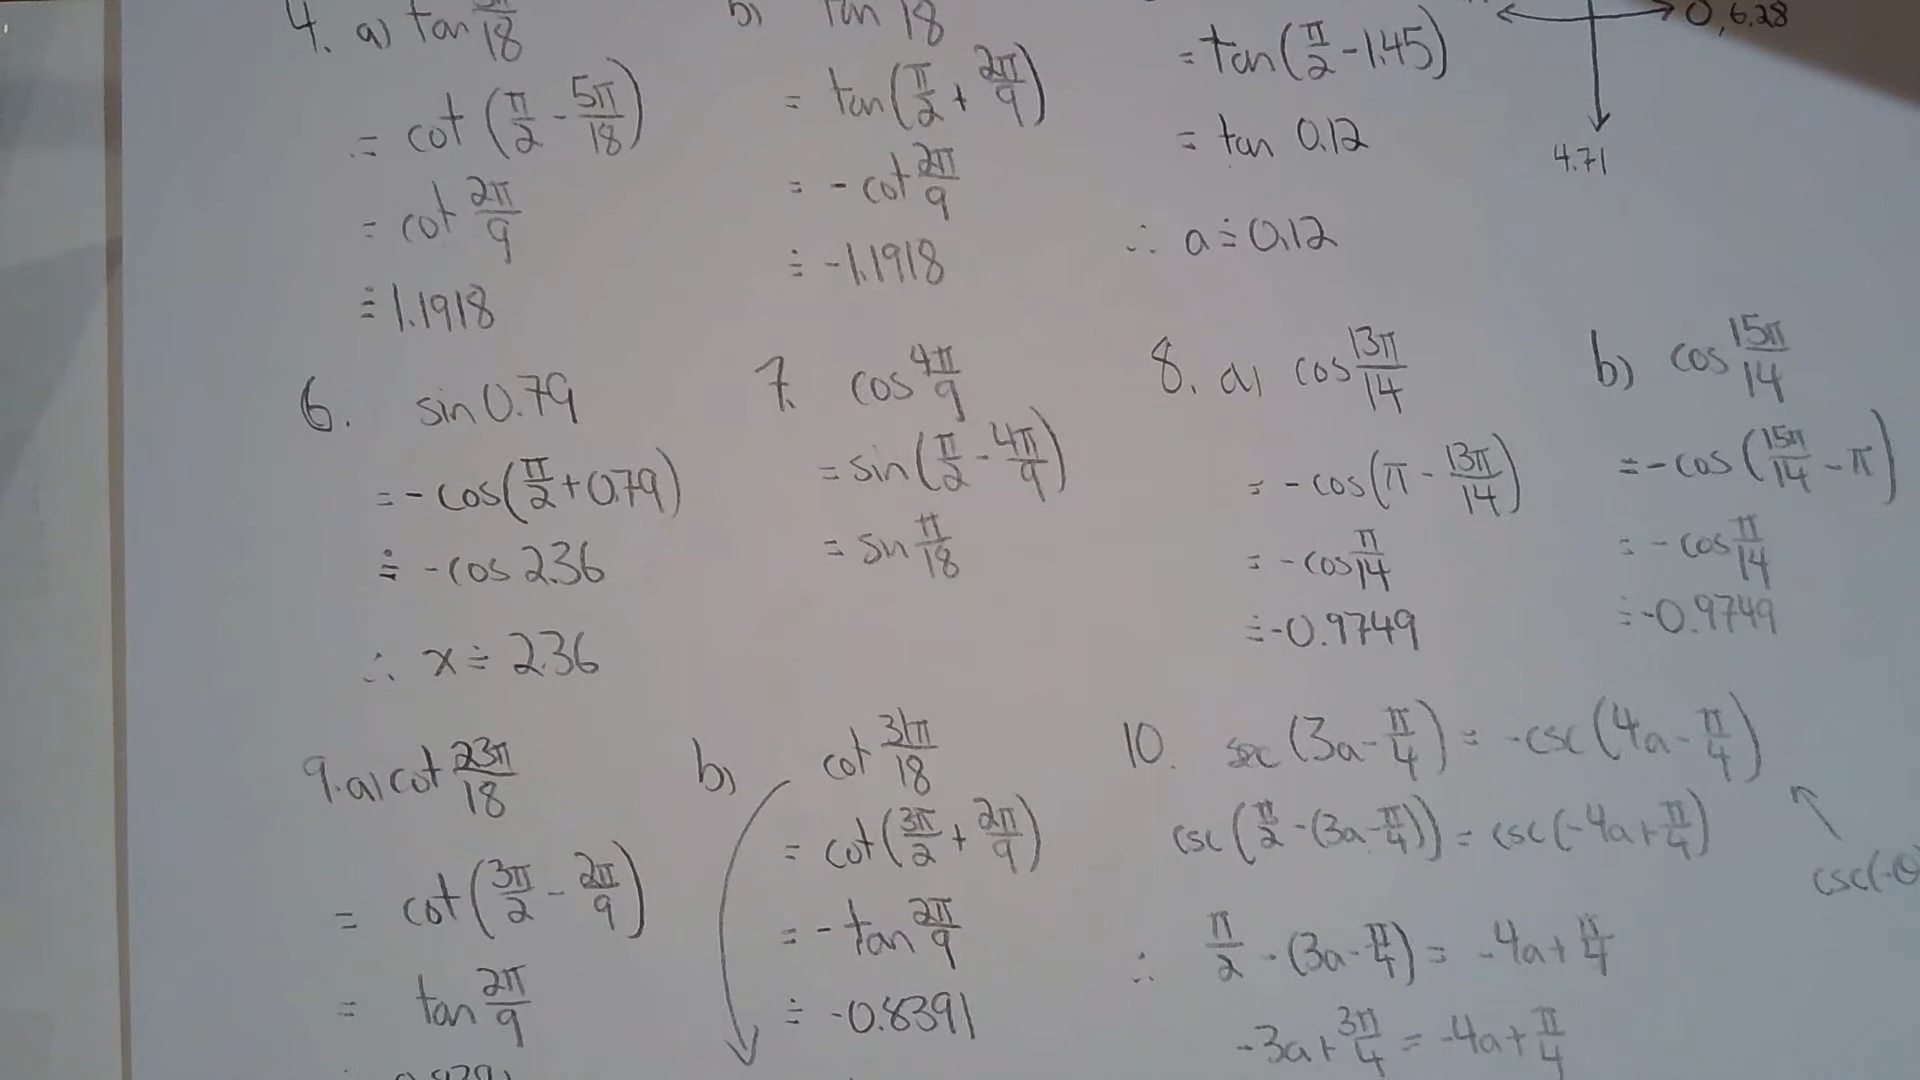 4. a) tan 5π/18
= cot (π/2 - 5π/18)
= cot 2π/9
≐ 1.1918
b) tan 18
= tan(π/2 + 2π/9)
= -cot 2π/9
≐ -1.1918
= tan(π/2 - 1.45)
= tan 0.12
∴ a ≐ 0.12
0, 6.28
4.71
6. sin 0.79
= -cos(π/2 + 0.79)
≐ -cos 2.36
∴ x ≐ 2.36
7. cos 4π/9
= sin(π/2 - 4π/9)
= sin π/18
8. a) cos 13π/14
= -cos(π - 13π/14)
= -cos π/14
≐ -0.9749
b) cos 15π/14
= -cos(15π/14 - π)
= -cos π/14
≐ -0.9749
9. a) cot 23π/18
= cot(3π/2 - 2π/9)
= tan 2π/9
b) cot 31π/18
= cot(3π/2 + 2π/9)
= -tan 2π/9
≐ -0.8391
10. sec(3a - π/4) = -csc(4a - π/4)
csc(π/2 - (3a - π/4)) = csc(-4a + π/4)
csc(-θ
∴ π/2 - (3a - π/4) = -4a + π/4
-3a + 3π/4 = -4a + π/4